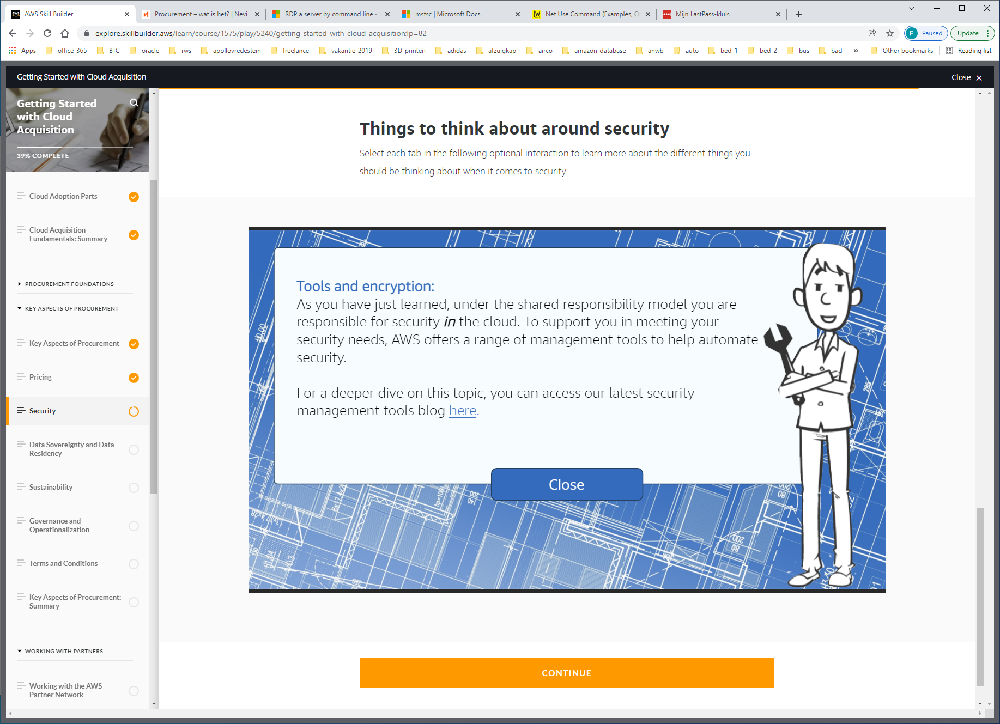 AWS Skill Builder
Procurement – wat is het? | Nevi
RDP a server by command line -
mstsc | Microsoft Docs
Net Use Command (Examples, O
Mijn LastPass-kluis
explore.skillbuilder.aws/learn/course/1575/play/5240/getting-started-with-cloud-acquisition;lp=82
P Paused
Update
Apps
office-365
BTC
oracle
rws
apollovredestein
freelance
vakantie-2019
3D-printen
adidas
afzuigkap
airco
amazon-database
anwb
auto
bed-1
bed-2
bus
bad
»
Other bookmarks
Reading list
Getting Started with Cloud Acquisition
Close
Getting Started
with Cloud
Acquisition
39% COMPLETE
Cloud Adoption Parts
Cloud Acquisition
Fundamentals: Summary
PROCUREMENT FOUNDATIONS
KEY ASPECTS OF PROCUREMENT
Key Aspects of Procurement
Pricing
Security
Data Sovereignty and Data
Residency
Sustainability
Governance and
Operationalization
Terms and Conditions
Key Aspects of Procurement:
Summary
WORKING WITH PARTNERS
Working with the AWS
Partner Network
Things to think about around security
Select each tab in the following optional interaction to learn more about the different things you
should be thinking about when it comes to security.
Tools and encryption:
As you have just learned, under the shared responsibility model you are
responsible for security in the cloud. To support you in meeting your
security needs, AWS offers a range of management tools to help automate
security.
For a deeper dive on this topic, you can access our latest security
management tools blog here.
Close
CONTINUE